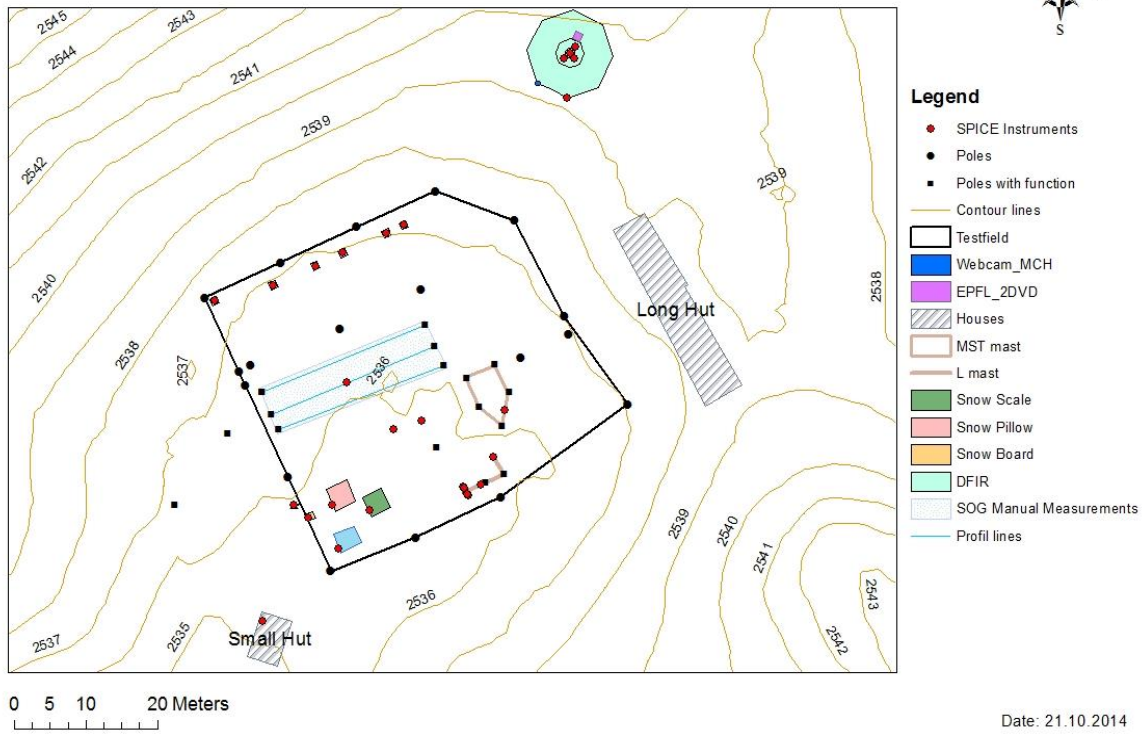 S
2545
2543
2544
2541
2542
2539
2539
2540
2538
2538
2537
2536
Long Hut
2539
2540
2541
2543
2542
2536
2537
2535
Small Hut
Legend
SPICE Instruments
Poles
Poles with function
Contour lines
Testfield
Webcam_MCH
EPFL_2DVD
Houses
MST mast
L mast
Snow Scale
Snow Pillow
Snow Board
DFIR
SOG Manual Measurements
Profil lines
0 5 10 20 Meters
Date: 21.10.2014